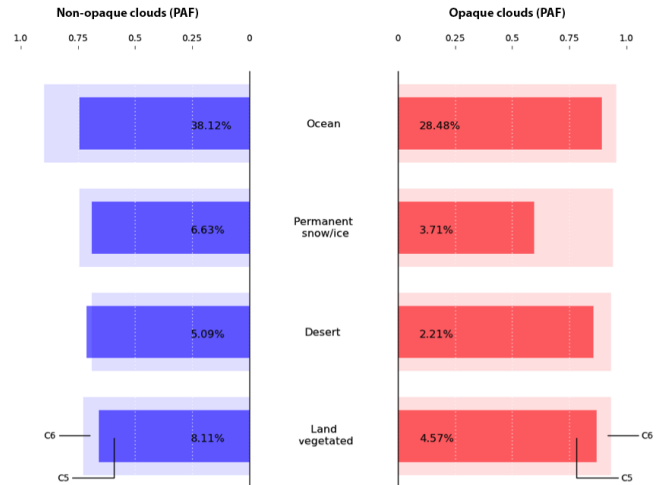 Non-opaque clouds (PAF)
Opaque clouds (PAF)
1.0 0.75 0.5 0.25 0
0 0.25 0.5 0.75 1.0
38.12%
Ocean
28.48%
6.63%
Permanent
snow/ice
3.71%
5.09%
Desert
2.21%
8.11%
Land
vegetated
4.57%
C6
C6
C5
C5